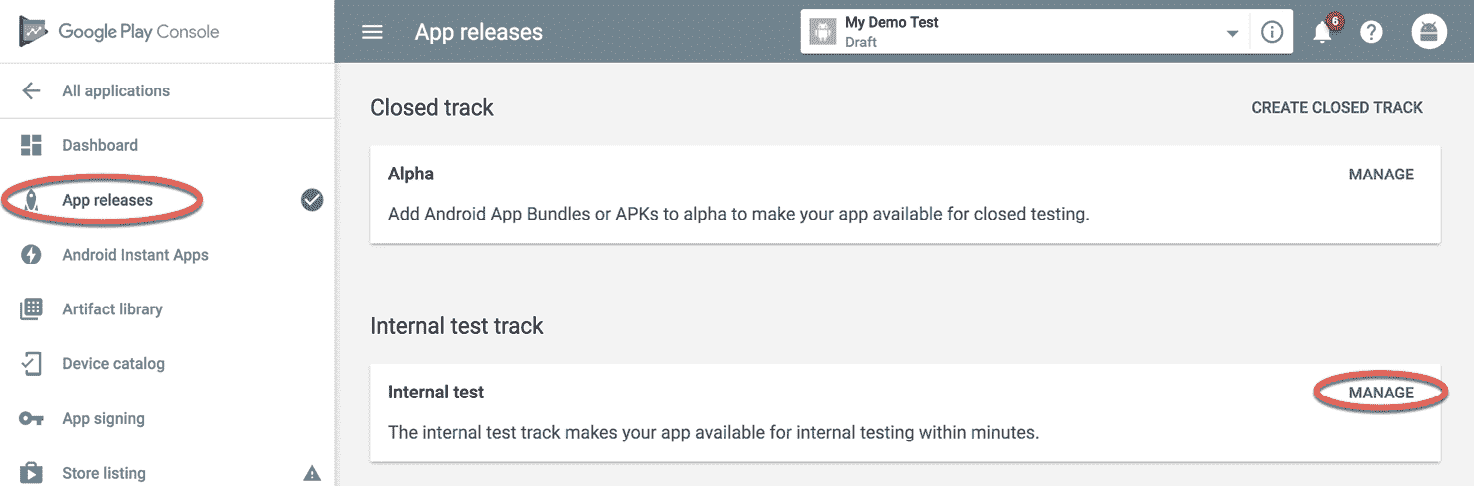 Google Play Console
App releases
My Demo Test
Draft
6
All applications
Dashboard
App releases
Android Instant Apps
Artifact library
Device catalog
App signing
Store listing
Closed track
CREATE CLOSED TRACK
Alpha
MANAGE
Add Android App Bundles or APKs to alpha to make your app available for closed testing.
Internal test track
Internal test
MANAGE
The internal test track makes your app available for internal testing within minutes.